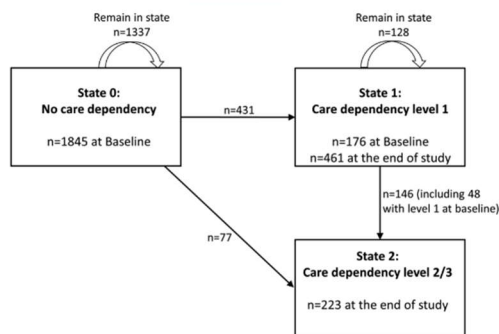 Remain in state
n=1337
Remain in state
n=128
State 0:
No care dependency
n=1845 at Baseline
n=431
State 1:
Care dependency level 1
n=176 at Baseline
n=461 at the end of study
n=146 (including 48
with level 1 at baseline)
n=77
State 2:
Care dependency level 2/3
n=223 at the end of study